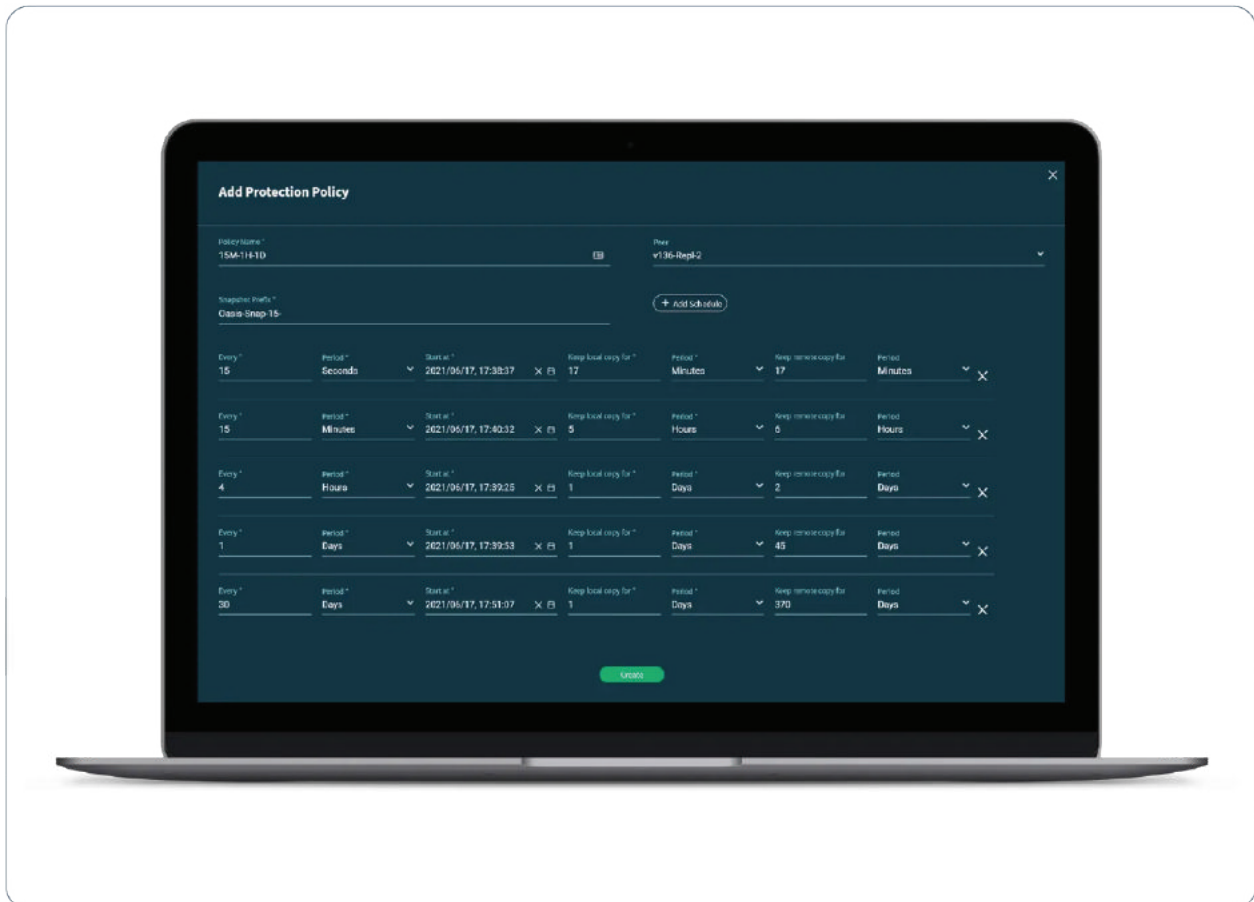 Add Protection Policy
Policy Name *
15M-1H-1D
Peer
v136-Repl-2
Snapshot Prefix *
Oasis-Snap-15-
+ Add Schedule
Every * Period * Start at * Keep local copy for * Period * Keep remote copy for Period
15 Seconds 2021/06/17, 17:38:37 17 Minutes 17 Minutes
Every * Period * Start at * Keep local copy for * Period * Keep remote copy for Period
15 Minutes 2021/06/17, 17:40:32 5 Hours 6 Hours
Every * Period * Start at * Keep local copy for * Period * Keep remote copy for Period
4 Hours 2021/06/17, 17:39:25 1 Days 2 Days
Every * Period * Start at * Keep local copy for * Period * Keep remote copy for Period
1 Days 2021/06/17, 17:39:53 1 Days 45 Days
Every * Period * Start at * Keep local copy for * Period * Keep remote copy for Period
30 Days 2021/06/17, 17:51:07 1 Days 370 Days
Create